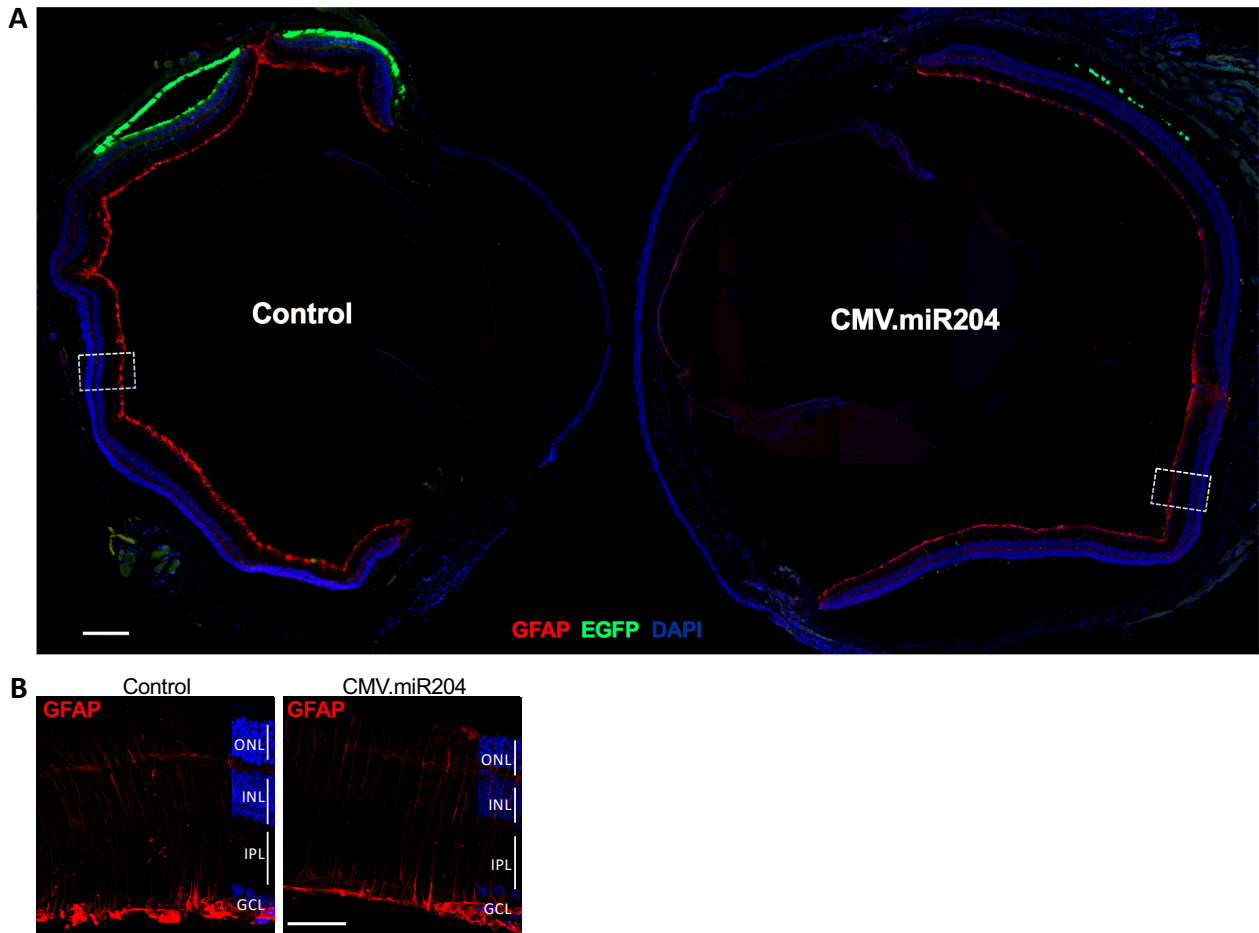 A
Control
CMV.miR204
GFAP EGFP DAPI
B
Control
CMV.miR204
GFAP
GFAP
ONL
INL
IPL
GCL
ONL
INL
IPL
GCL